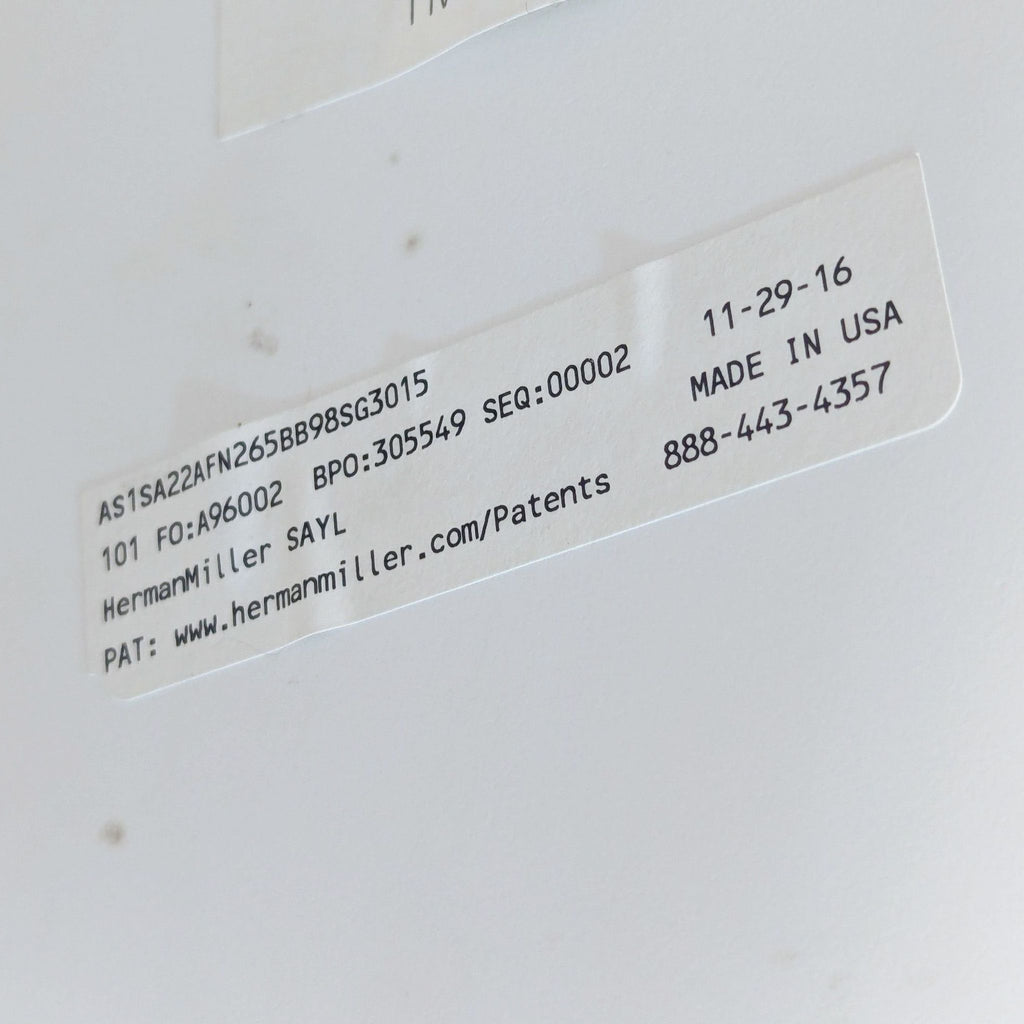 AS1SA22AFN265BB98SG3015 11-29-16
101 FO:A96002 BPO:305549 SEQ:00002 MADE IN USA
HermanMiller SAYL 888-443-4357
PAT: www.hermanmiller.com/Patents